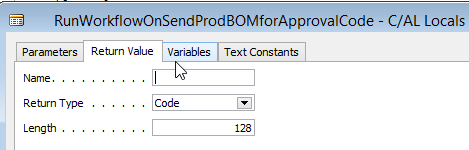 RunWorkflowOnSendProdBOMforApprovalCode - C/AL Locals
Parameters Return Value Variables Text Constants
Name. . . . . . . . . .
Return Type . . . . . . Code
Length . . . . . . . . . 128